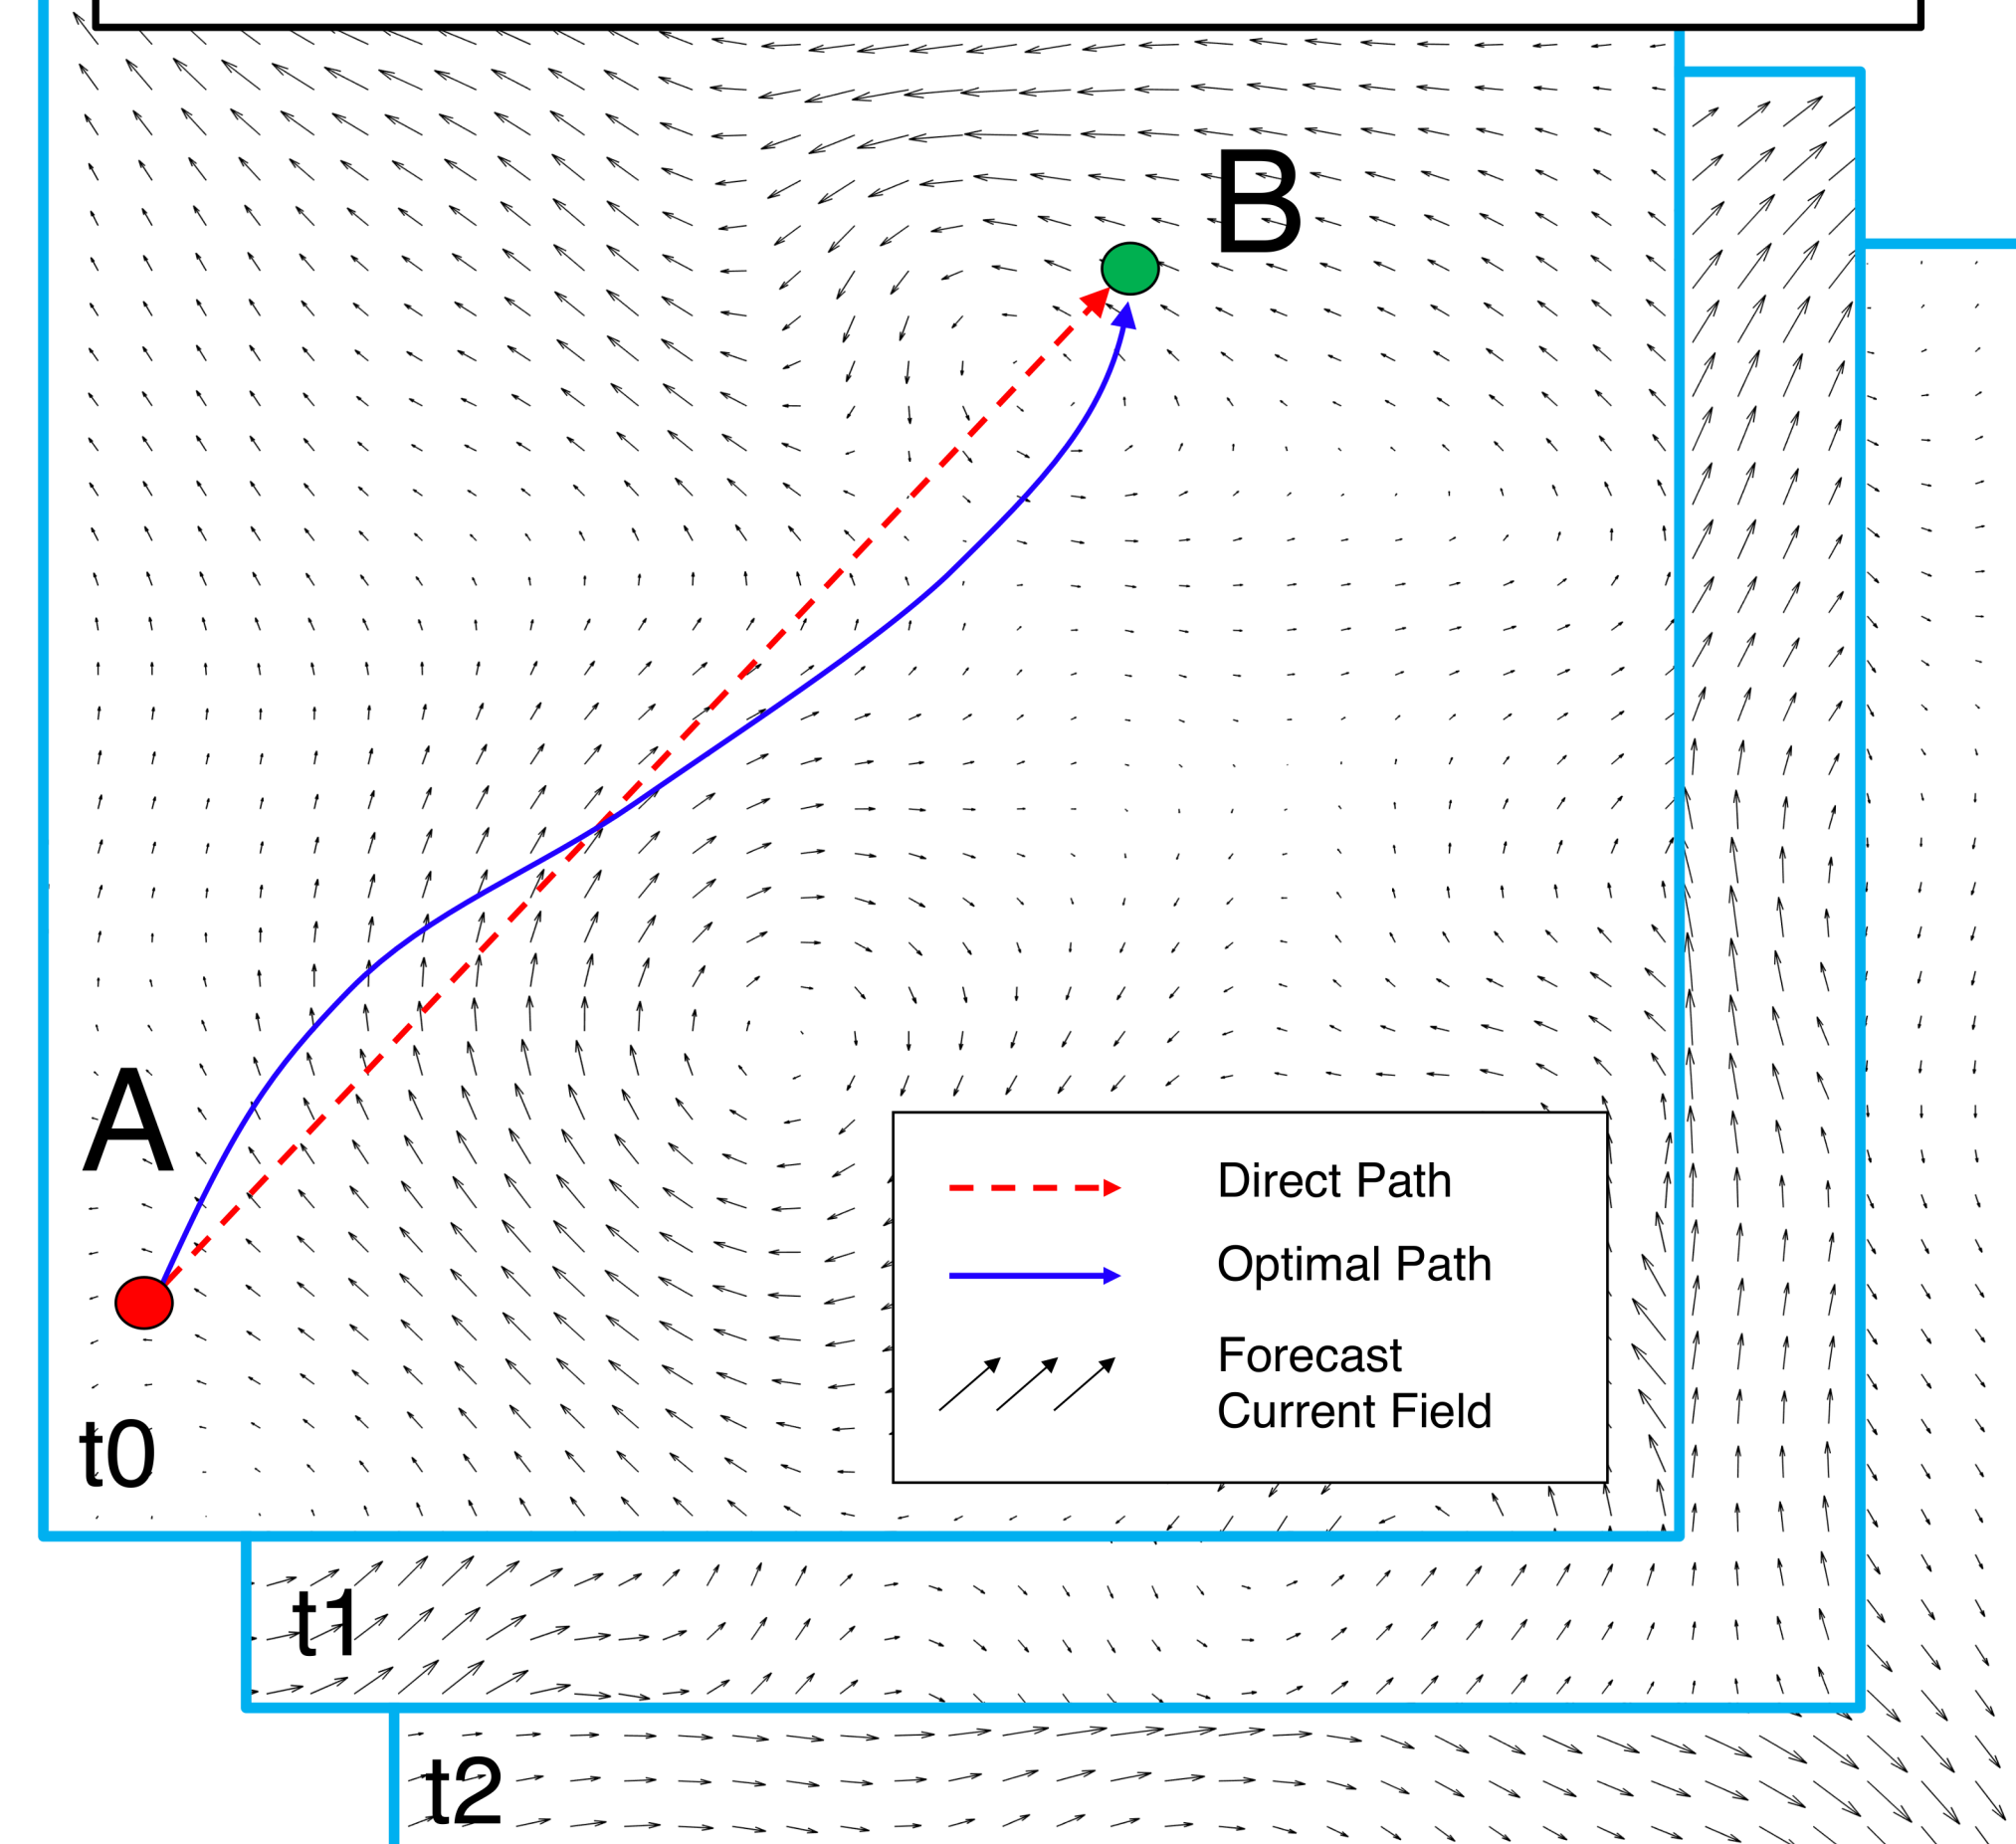 B
A
Direct Path
Optimal Path
Forecast
Current Field
t0
t1
t2